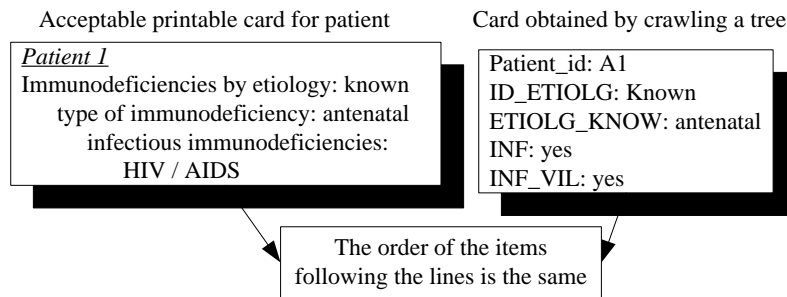 Acceptable printable card for patient
Patient 1
Immunodeficiencies by etiology: known
type of immunodeficiency: antenatal
infectious immunodeficiencies:
HIV / AIDS
Card obtained by crawling a tree
Patient_id: A1
ID_ETIOLG: Known
ETIOLG_KNOW: antenatal
INF: yes
INF_VIL: yes
The order of the items
following the lines is the same